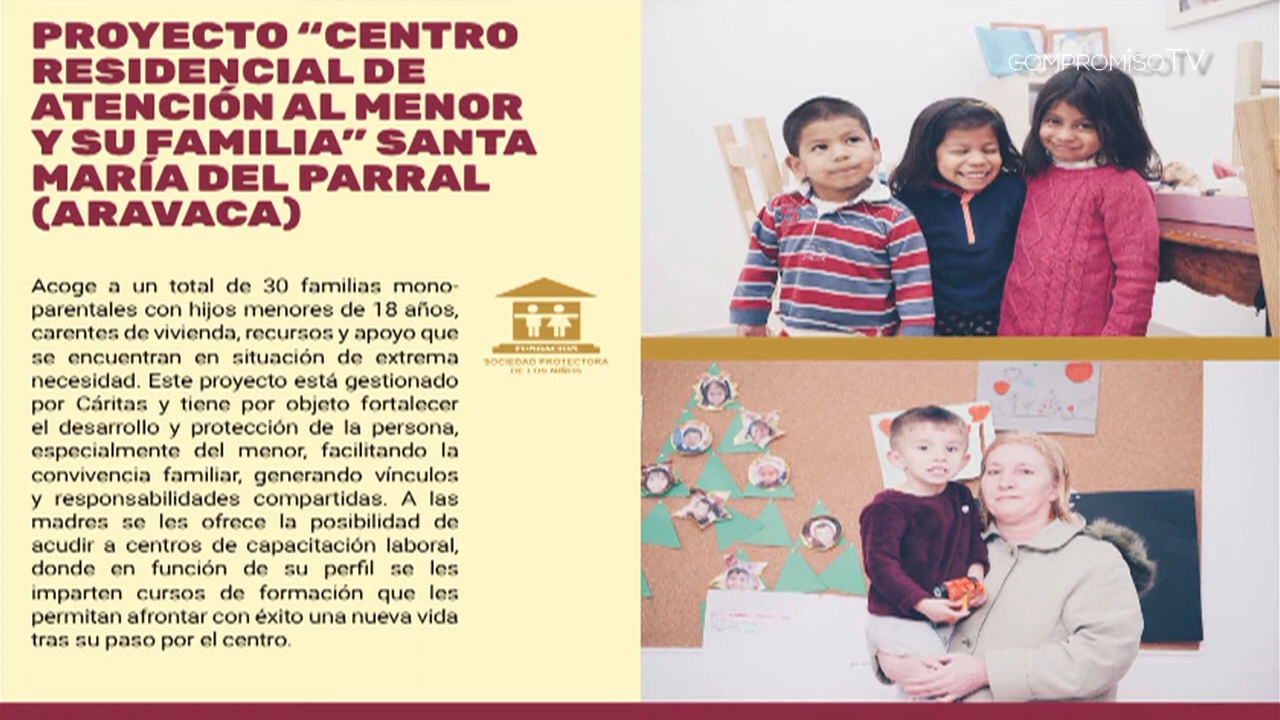 PROYECTO “CENTRO
RESIDENCIAL DE
ATENCIÓN AL MENOR
Y SU FAMILIA” SANTA
MARÍA DEL PARRAL
(ARAVACA)
Acoge a un total de 30 familias mono-
parentales con hijos menores de 18 años,
carentes de vivienda, recursos y apoyo que
se encuentran en situación de extrema
necesidad. Este proyecto está gestionado
por Cáritas y tiene por objeto fortalecer
el desarrollo y protección de la persona,
especialmente del menor, facilitando la
convivencia familiar, generando vínculos
y responsabilidades compartidas. A las
madres se les ofrece la posibilidad de
acudir a centros de capacitación laboral,
donde en función de su perfil se les
imparten cursos de formación que les
permitan afrontar con éxito una nueva vida
tras su paso por el centro.
FUNDACIÓN
SOCIEDAD PROTECTORA
DE LOS NIÑOS
COMPROMISO TV